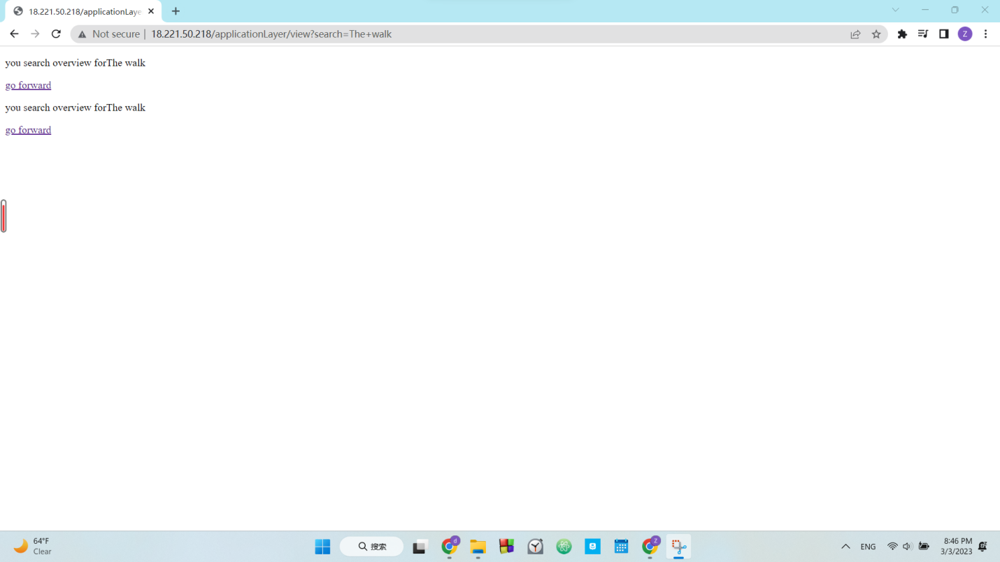 18.221.50.218/applicationLaye
Not secure | 18.221.50.218/applicationLayer/view?search=The+walk
Z
you search overview forThe walk
go forward
you search overview forThe walk
go forward
64°F
Clear
搜索
d
Z
ENG
8:46 PM
3/3/2023